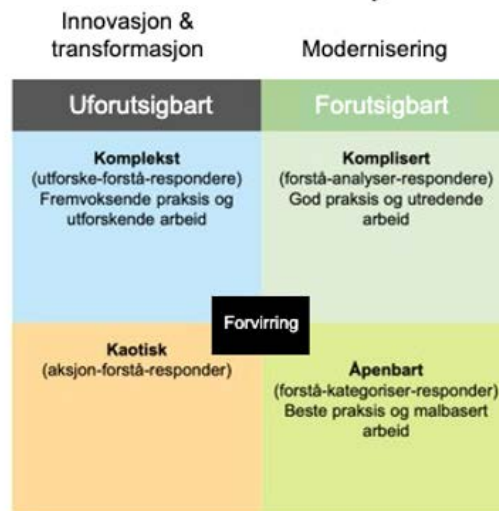 Innovasjon &
transformasjon
Modernisering
Uforutsigbart
Forutsigbart
Komplekst
(utforske-forstå-respondere)
Fremvoksende praksis og
utforskende arbeid
Komplisert
(forstå-analyser-respondere)
God praksis og utredende
arbeid
Forvirring
Kaotisk
(aksjon-forstå-responder)
Åpenbart
(forstå-kategoriser-responder)
Beste praksis og malbasert
arbeid